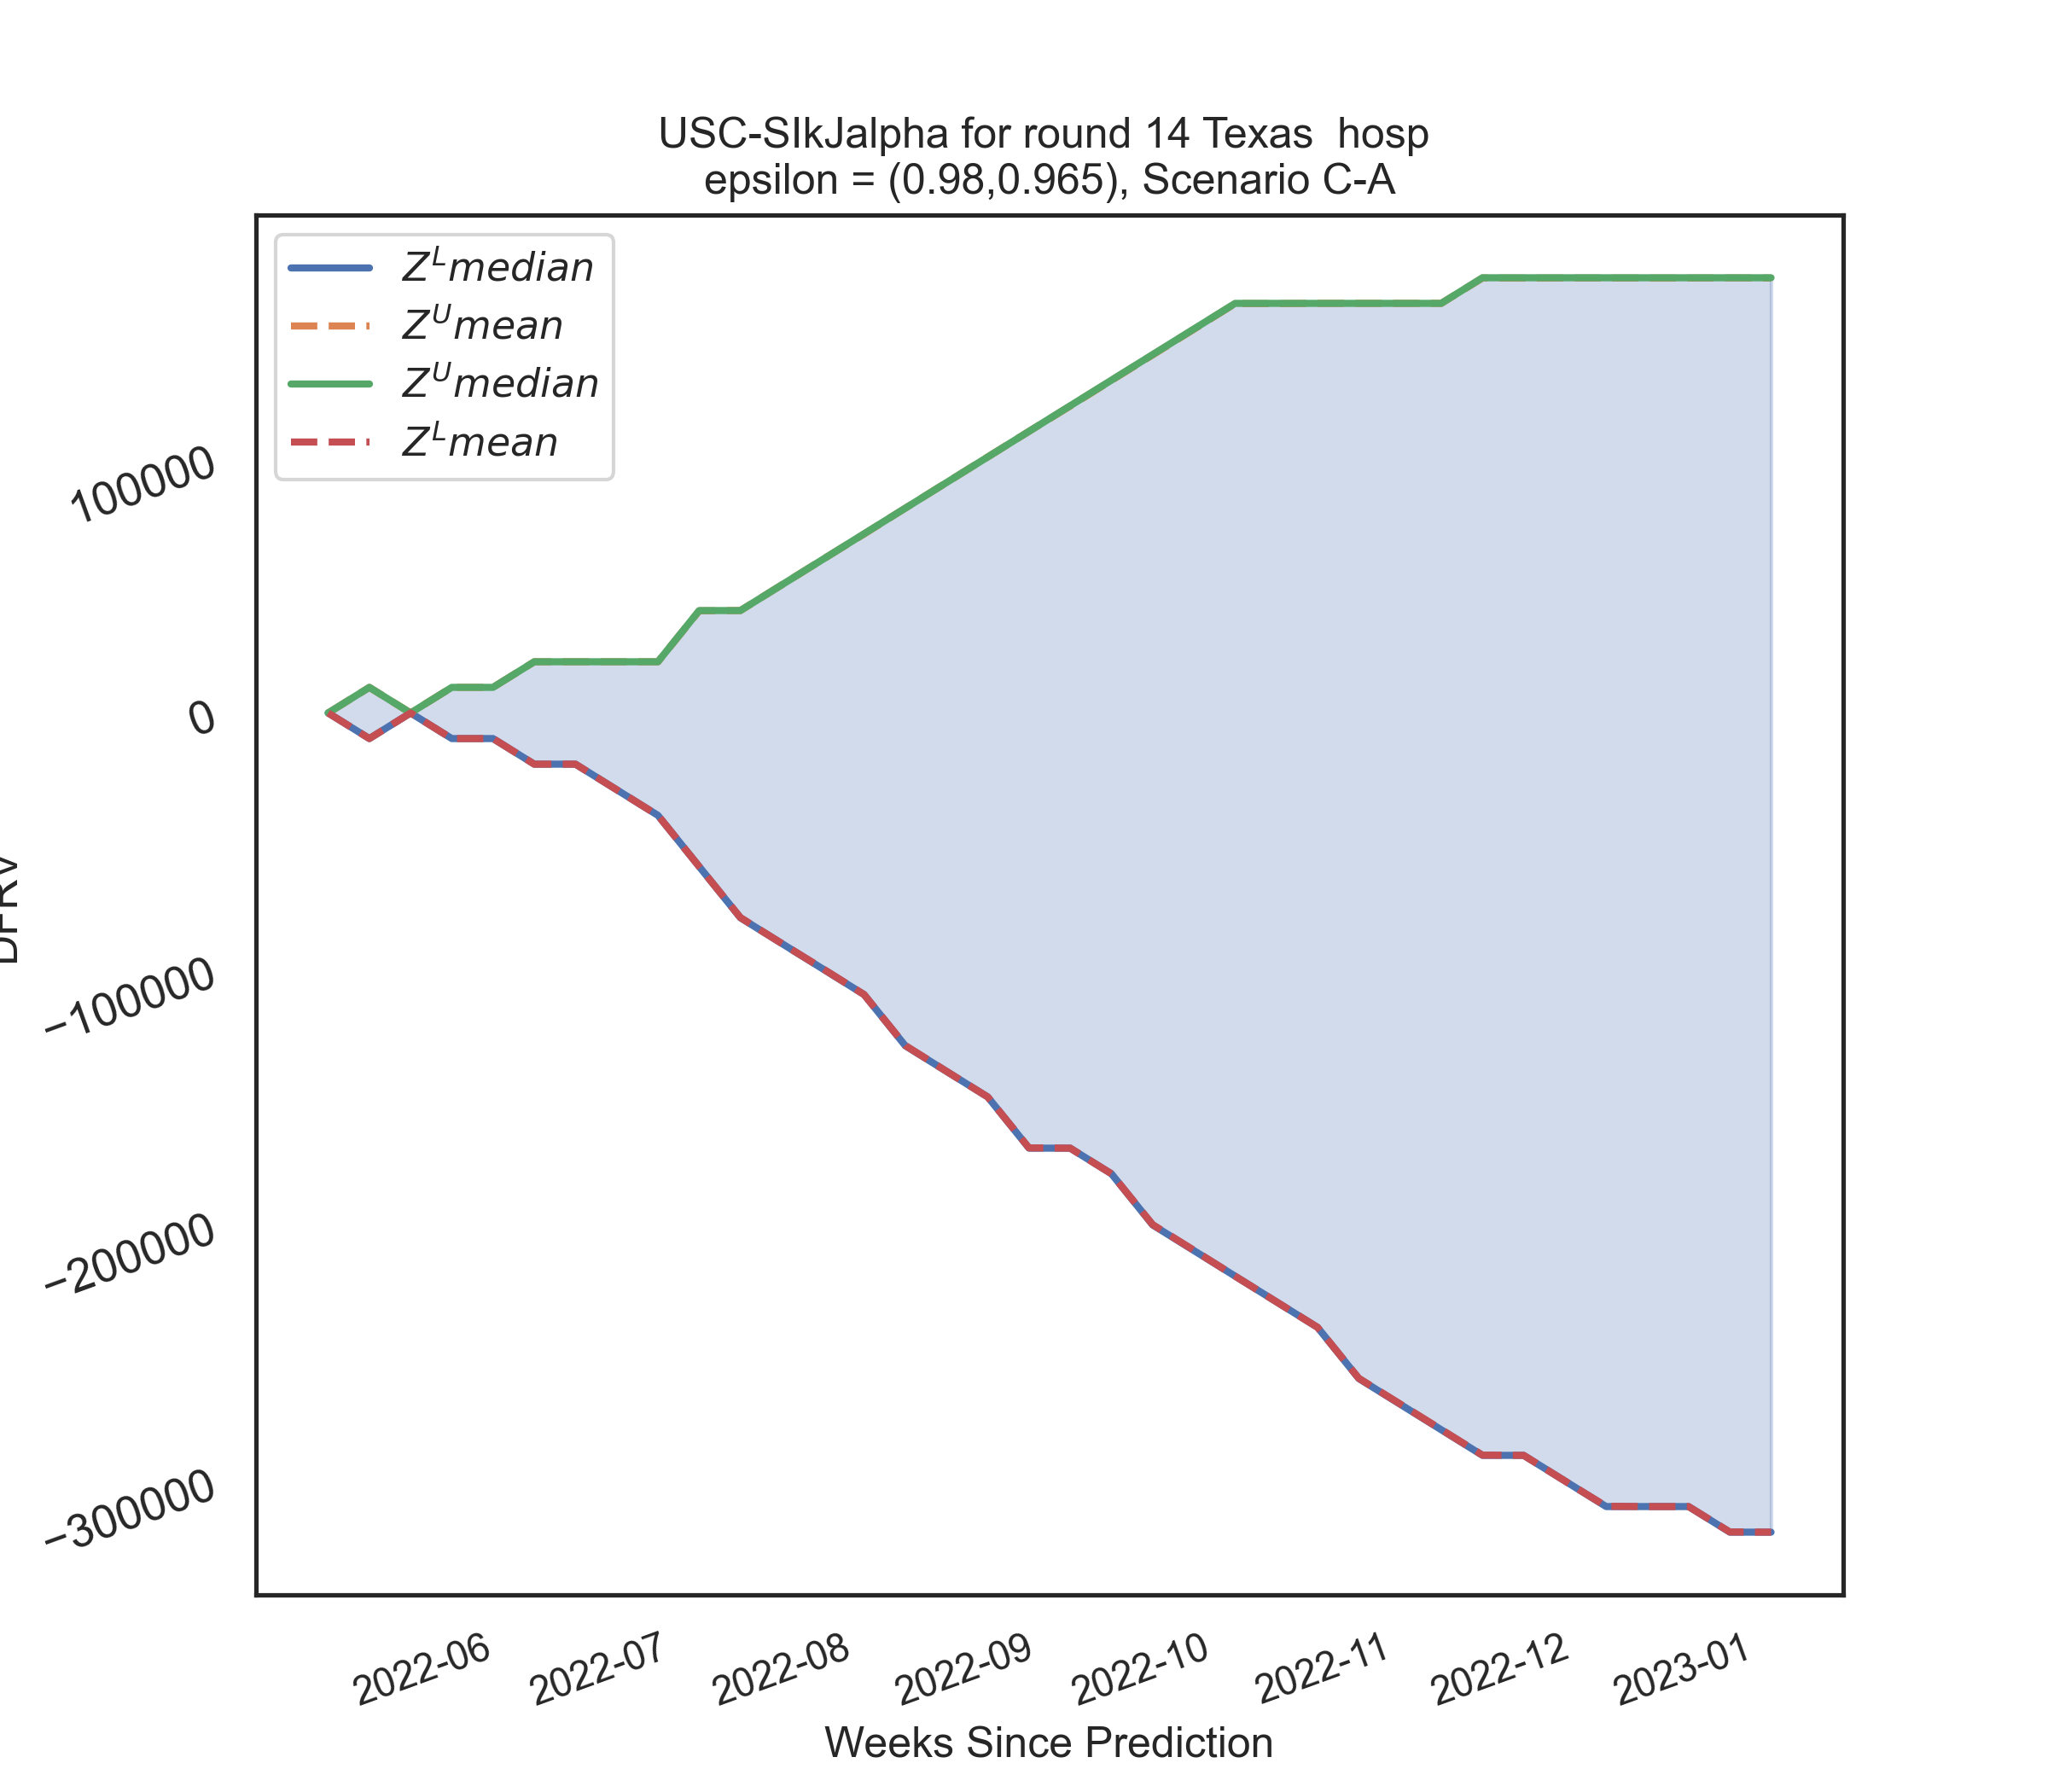 USC-SIkJalpha for round 14 Texas  hosp
epsilon = (0.98,0.965), Scenario C-A
Z^L median
Z^U mean
Z^U median
Z^L mean
100000
0
−100000
−200000
−300000
2022-06
2022-07
2022-08
2022-09
2022-10
2022-11
2022-12
2023-01
Weeks Since Prediction